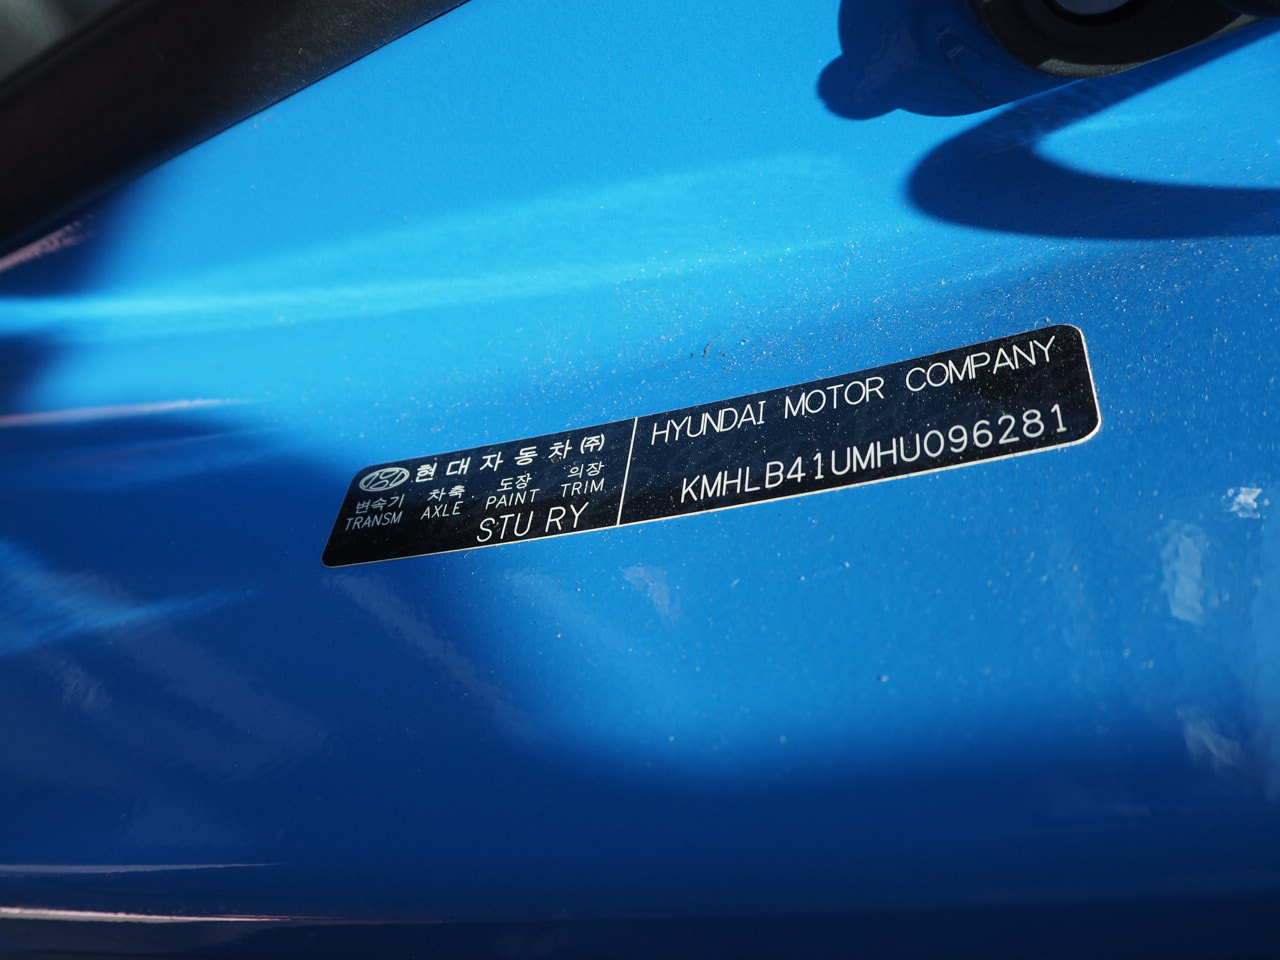 현대자동차(주)
변속기 차축 도장 의장
TRANSM AXLE PAINT TRIM
STU RY
HYUNDAI MOTOR COMPANY
KMHLB41UMHU096281